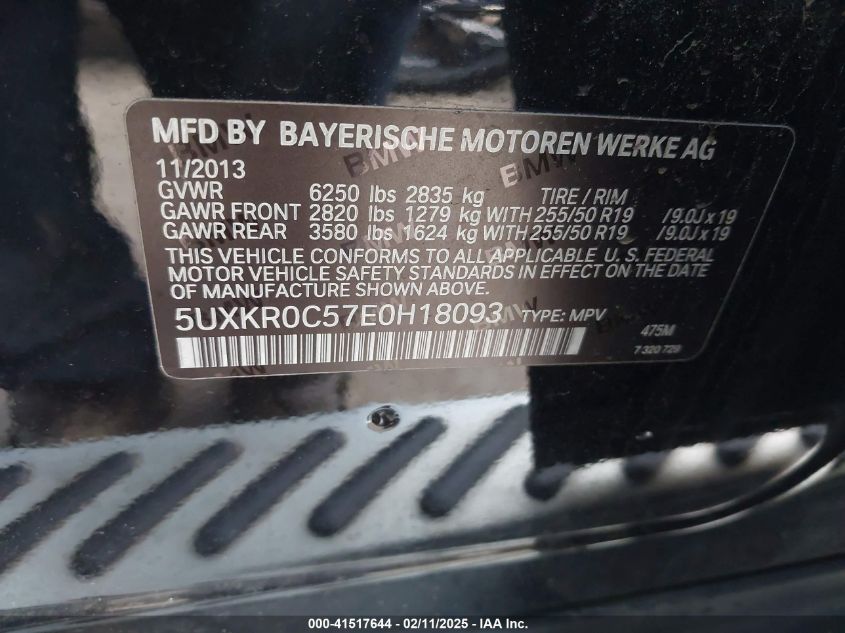 MFD BY BAYERISCHE MOTOREN WERKE AG
11/2013
GVWR 6250 lbs 2835 kg TIRE / RIM
GAWR FRONT 2820 lbs 1279 kg WITH 255/50 R19 /9.0J x 19
GAWR REAR 3580 lbs 1624 kg WITH 255/50 R19 /9.0J x 19
THIS VEHICLE CONFORMS TO ALL APPLICABLE U. S. FEDERAL
MOTOR VEHICLE SAFETY STANDARDS IN EFFECT ON THE DATE
OF MANUFACTURE SHOWN ABOVE.
5UXKR0C57E0H18093 TYPE: MPV
475M
7 320 729
000-41517644 - 02/11/2025 - IAA Inc.